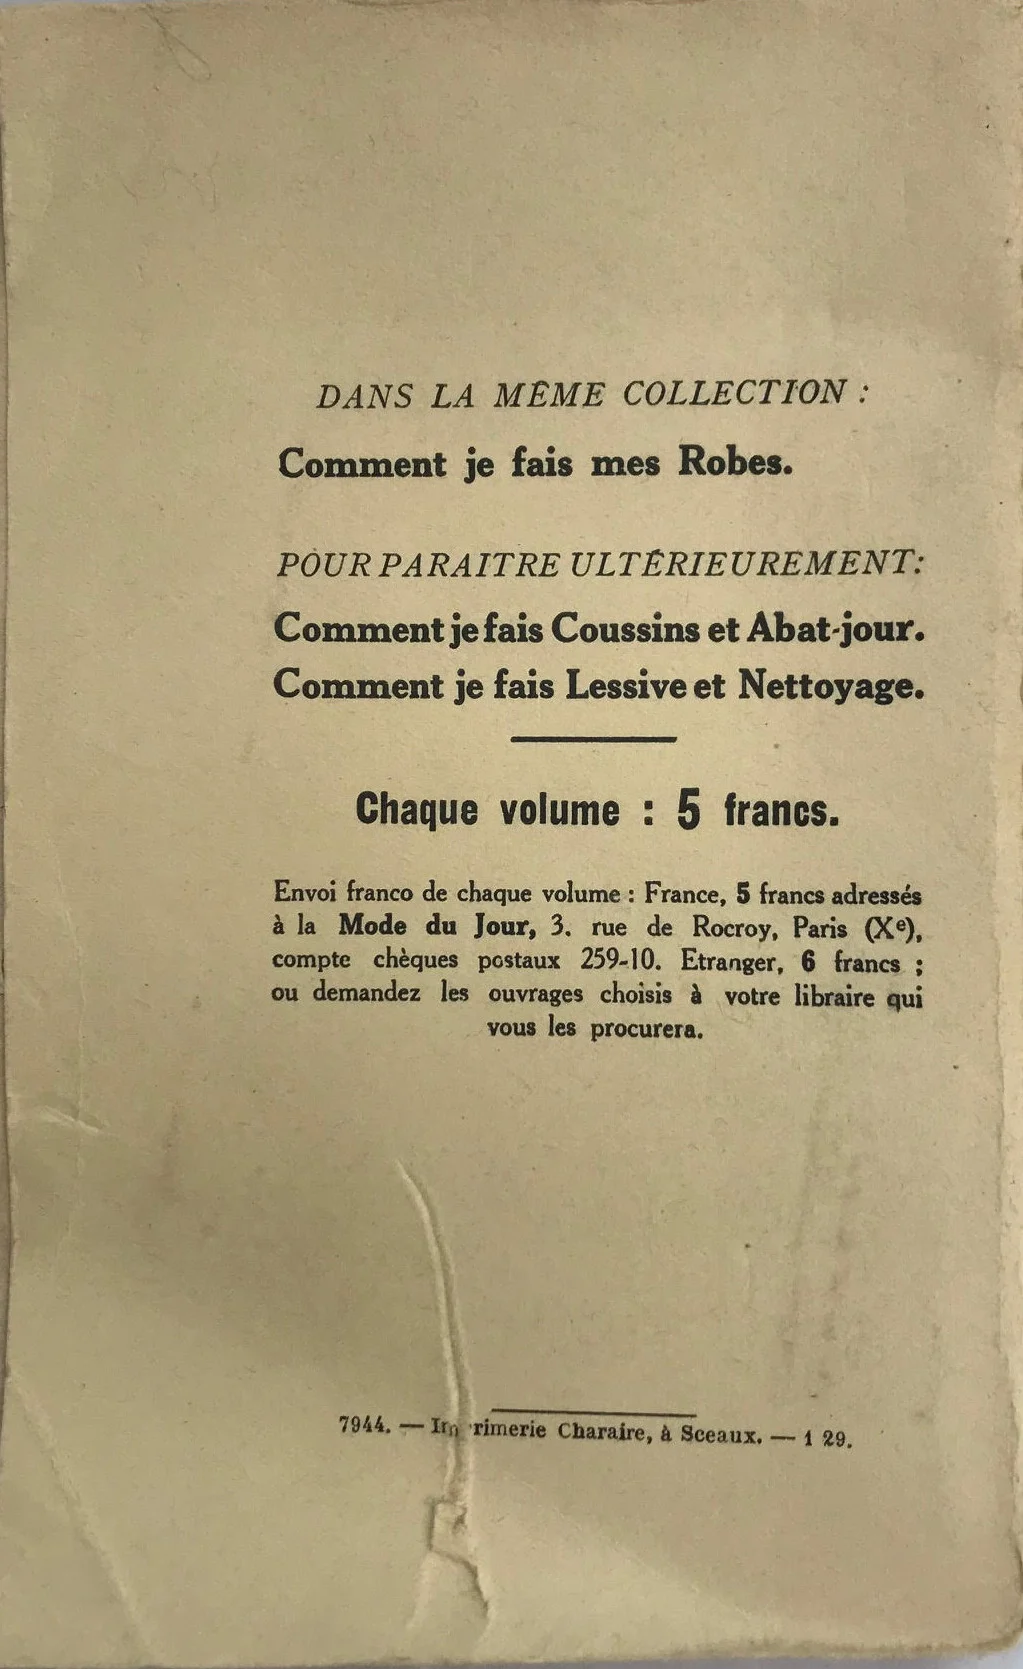 DANS LA MÊME COLLECTION :
Comment je fais mes Robes.
POUR PARAITRE ULTÉRIEUREMENT:
Comment je fais Coussins et Abat-jour.
Comment je fais Lessive et Nettoyage.
Chaque volume : 5 francs.
Envoi franco de chaque volume : France, 5 francs adressés
à la Mode du Jour, 3. rue de Rocroy, Paris (Xe),
compte chèques postaux 259-10. Etranger, 6 francs ;
ou demandez les ouvrages choisis à votre libraire qui
vous les procurera.
7944. — Imprimerie Charaire, à Sceaux. — 1 29.